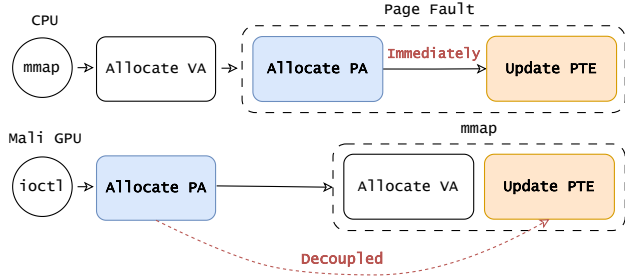 CPU
Page Fault
mmap
Allocate VA
Allocate PA
Immediately
Update PTE
Mali GPU
mmap
ioctl
Allocate PA
Allocate VA
Update PTE
Decoupled